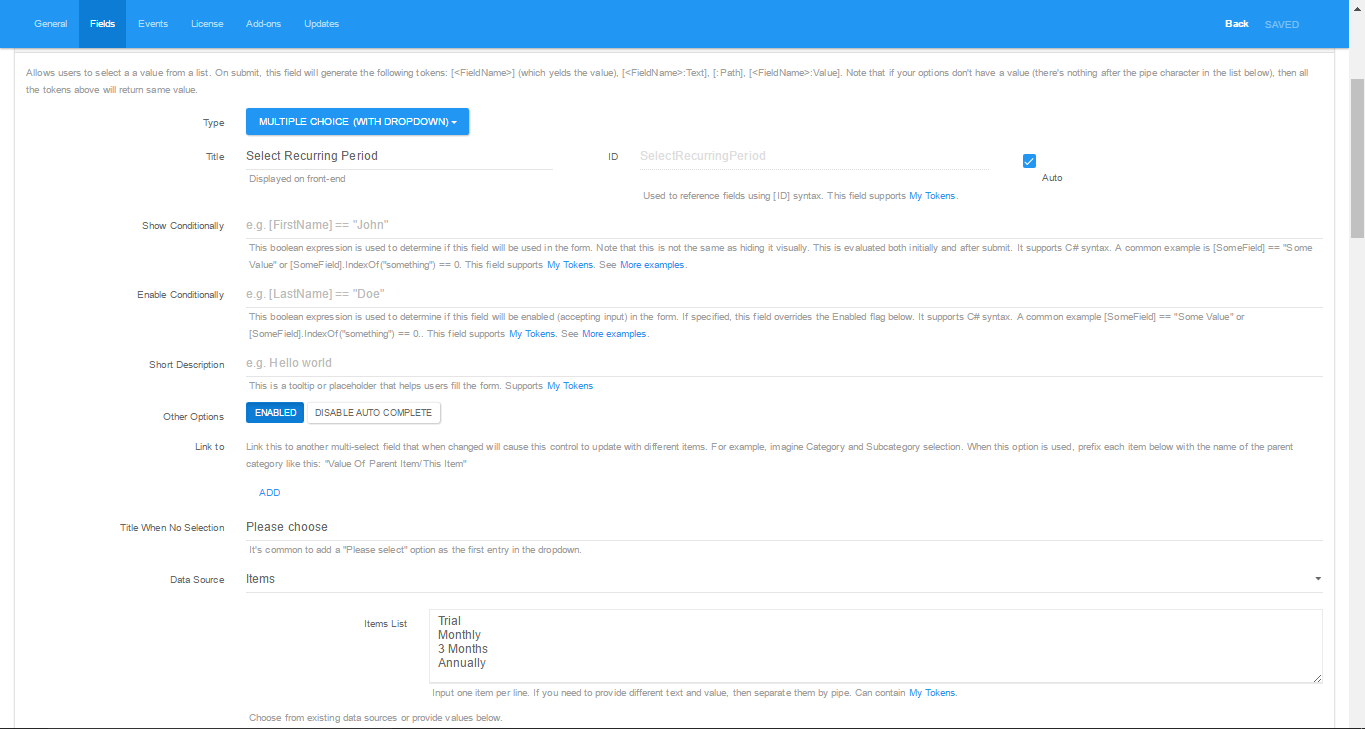 General Fields Events License Add-ons Updates Back SAVED
Allows users to select a a value from a list. On submit, this field will generate the following tokens: [<FieldName>] (which yelds the value), [<FieldName>:Text], [:Path], [<FieldName>:Value]. Note that if your options don't have a value (there's nothing after the pipe character in the list below), then all
the tokens above will return same value.
Type MULTIPLE CHOICE (WITH DROPDOWN)
Title Select Recurring Period ID SelectRecurringPeriod
Displayed on front-end Auto
Used to reference fields using [ID] syntax. This field supports My Tokens.
Show Conditionally e.g. [FirstName] == "John"
This boolean expression is used to determine if this field will be used in the form. Note that this is not the same as hiding it visually. This is evaluated both initially and after submit. It supports C# syntax. A common example is [SomeField] == "Some
Value" or [SomeField].IndexOf("something") == 0. This field supports My Tokens. See More examples.
Enable Conditionally e.g. [LastName] == "Doe"
This boolean expression is used to determine if this field will be enabled (accepting input) in the form. If specified, this field overrides the Enabled flag below. It supports C# syntax. A common example [SomeField] == "Some Value" or
[SomeField].IndexOf("something") == 0.. This field supports My Tokens. See More examples.
Short Description e.g. Hello world
This is a tooltip or placeholder that helps users fill the form. Supports My Tokens
Other Options ENABLED DISABLE AUTO COMPLETE
Link to Link this to another multi-select field that when changed will cause this control to update with different items. For example, imagine Category and Subcategory selection. When this option is used, prefix each item below with the name of the parent
category like this: "Value Of Parent Item/This Item"
ADD
Title When No Selection Please choose
It's common to add a "Please select" option as the first entry in the dropdown.
Data Source Items
Items List Trial
Monthly
3 Months
Annually
Input one item per line. If you need to provide different text and value, then separate them by pipe. Can contain My Tokens.
Choose from existing data sources or provide values below.